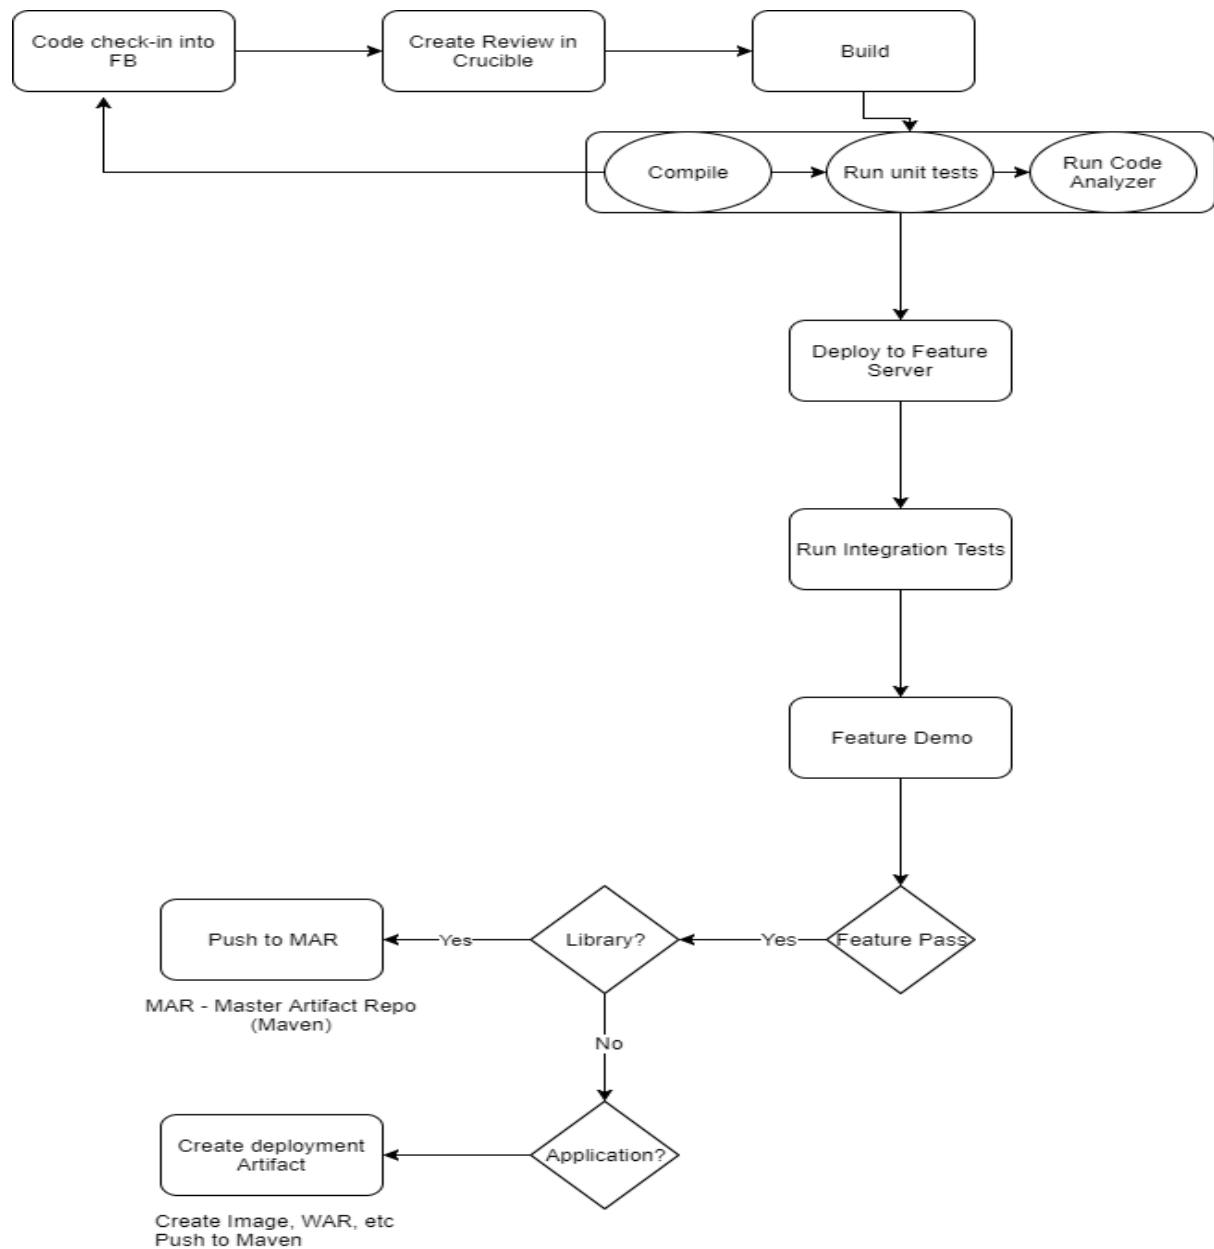 Code check-in into
FB
Create Review in
Crucible
Build
Compile
Run unit tests
Run Code
Analyzer
Deploy to Feature
Server
Run Integration Tests
Feature Demo
Feature Pass
Yes
Library?
Yes
Push to MAR
MAR - Master Artifact Repo
(Maven)
No
Application?
Create deployment
Artifact
Create Image, WAR, etc
Push to Maven